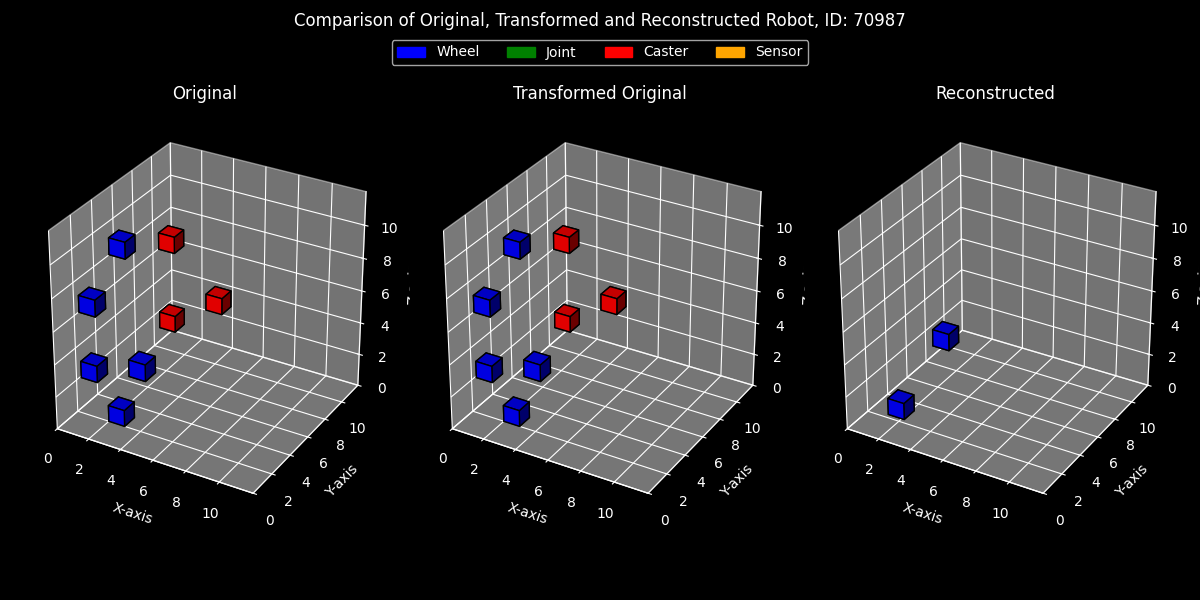 Comparison of Original, Transformed and Reconstructed Robot, ID: 70987
Wheel Joint Caster Sensor
Original Transformed Original Reconstructed
10
8
6
4
2
0
0 2 4 6 8 10
X-axis
0 2 4 6 8 10
Y-axis
10
8
6
4
2
0
0 2 4 6 8 10
X-axis
0 2 4 6 8 10
Y-axis
10
8
6
4
2
0
0 2 4 6 8 10
X-axis
0 2 4 6 8 10
Y-axis